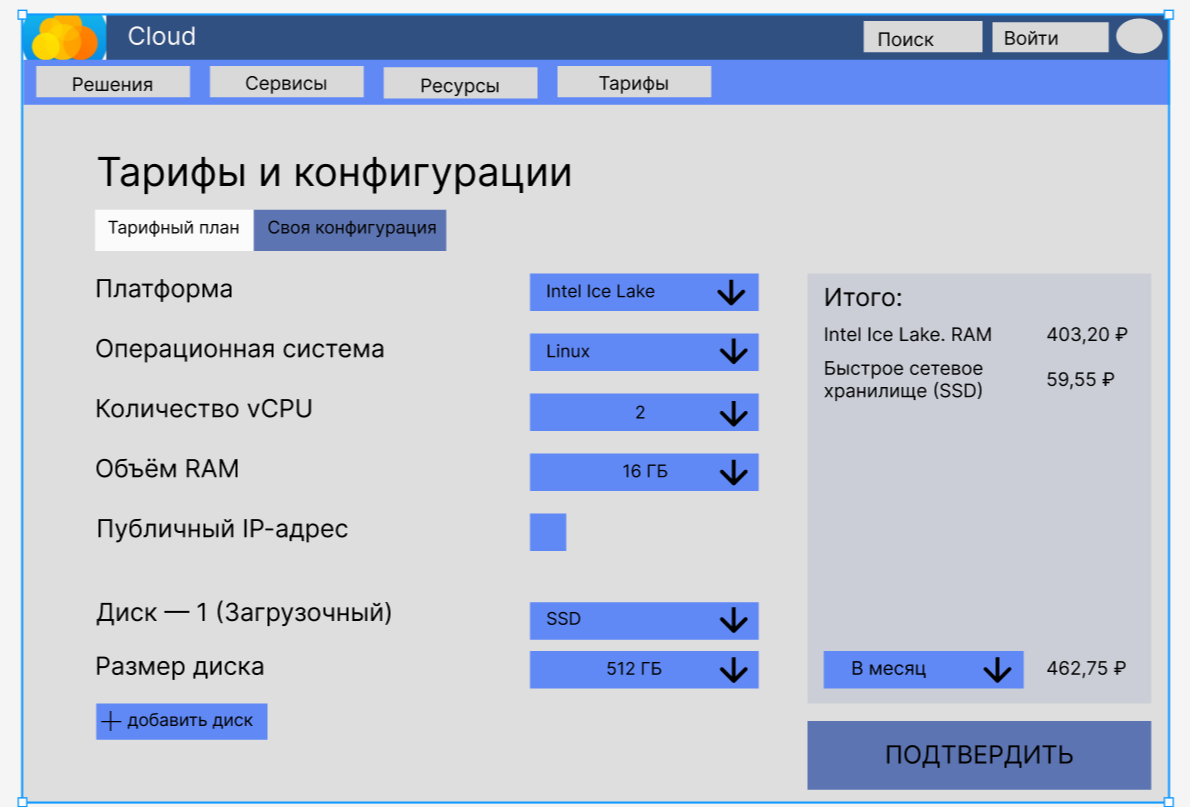 Cloud
Поиск
Войти
Решения
Сервисы
Ресурсы
Тарифы
Тарифы и конфигурации
Тарифный план
Своя конфигурация
Платформа
Intel Ice Lake
Операционная система
Linux
Количество vCPU
2
Объём RAM
16 ГБ
Публичный IP-адрес
Диск — 1 (Загрузочный)
SSD
Размер диска
512 ГБ
+ добавить диск
Итого:
Intel Ice Lake. RAM 403,20 ₽
Быстрое сетевое
хранилище (SSD) 59,55 ₽
В месяц 462,75 ₽
ПОДТВЕРДИТЬ